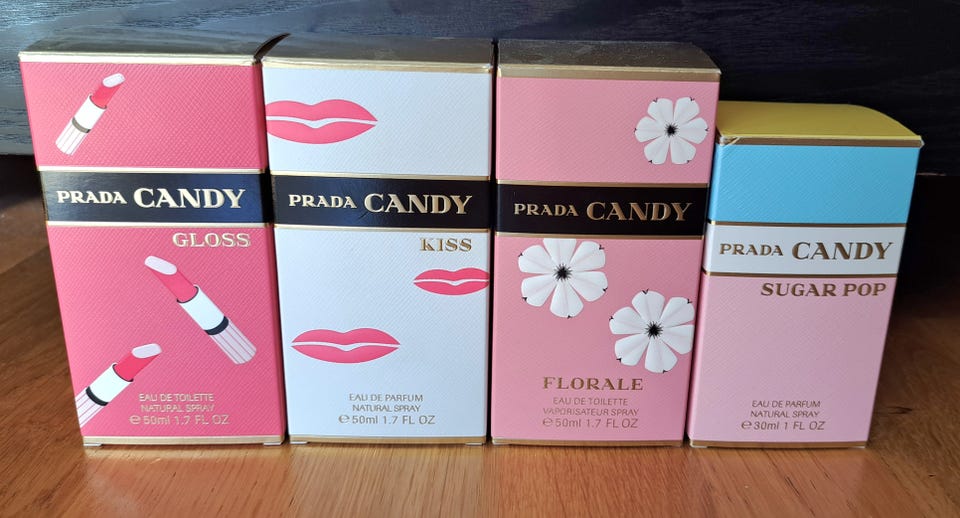 PRADA CANDY
GLOSS
EAU DE TOILETTE
NATURAL SPRAY
℮50ml 1.7 FL OZ
PRADA CANDY
KISS
EAU DE PARFUM
NATURAL SPRAY
℮50ml 1.7 FL OZ
PRADA CANDY
FLORALE
EAU DE TOILETTE
VAPORISATEUR SPRAY
℮50ml 1.7 FL OZ
PRADA CANDY
SUGAR POP
EAU DE PARFUM
NATURAL SPRAY
℮30ml 1 FL OZ